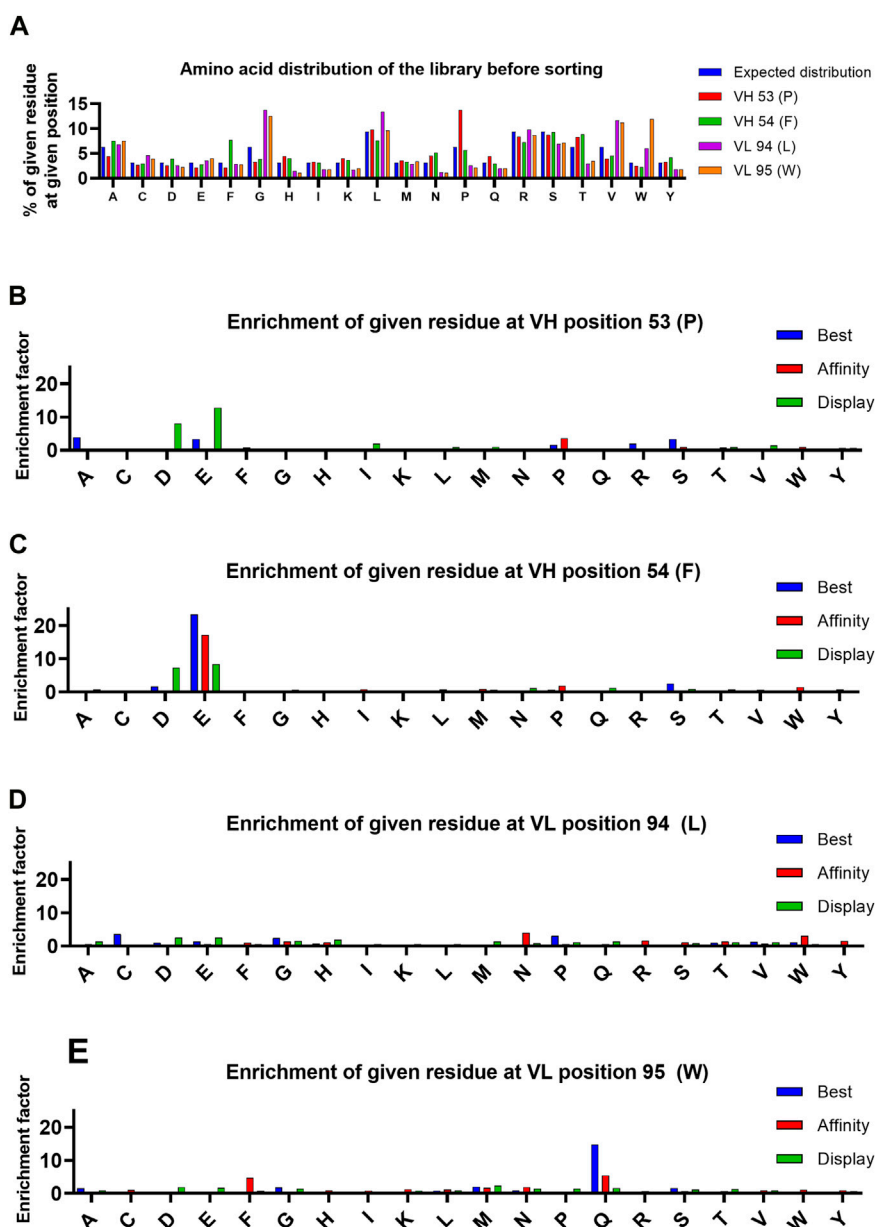 A
Amino acid distribution of the library before sorting
% of given residue
at given position
15
10
5
0
A C D E F G H I K L M N P Q R S T V W Y
Expected distribution
VH 53 (P)
VH 54 (F)
VL 94 (L)
VL 95 (W)
B
Enrichment of given residue at VH position 53 (P)
Enrichment factor
20
10
0
A C D E F G H I K L M N P Q R S T V W Y
Best
Affinity
Display
C
Enrichment of given residue at VH position 54 (F)
Enrichment factor
20
10
0
A C D E F G H I K L M N P Q R S T V W Y
Best
Affinity
Display
D
Enrichment of given residue at VL position 94 (L)
Enrichment factor
20
10
0
A C D E F G H I K L M N P Q R S T V W Y
Best
Affinity
Display
E
Enrichment of given residue at VL position 95 (W)
Enrichment factor
20
10
0
A C D E F G H I K L M N P Q R S T V W Y
Best
Affinity
Display